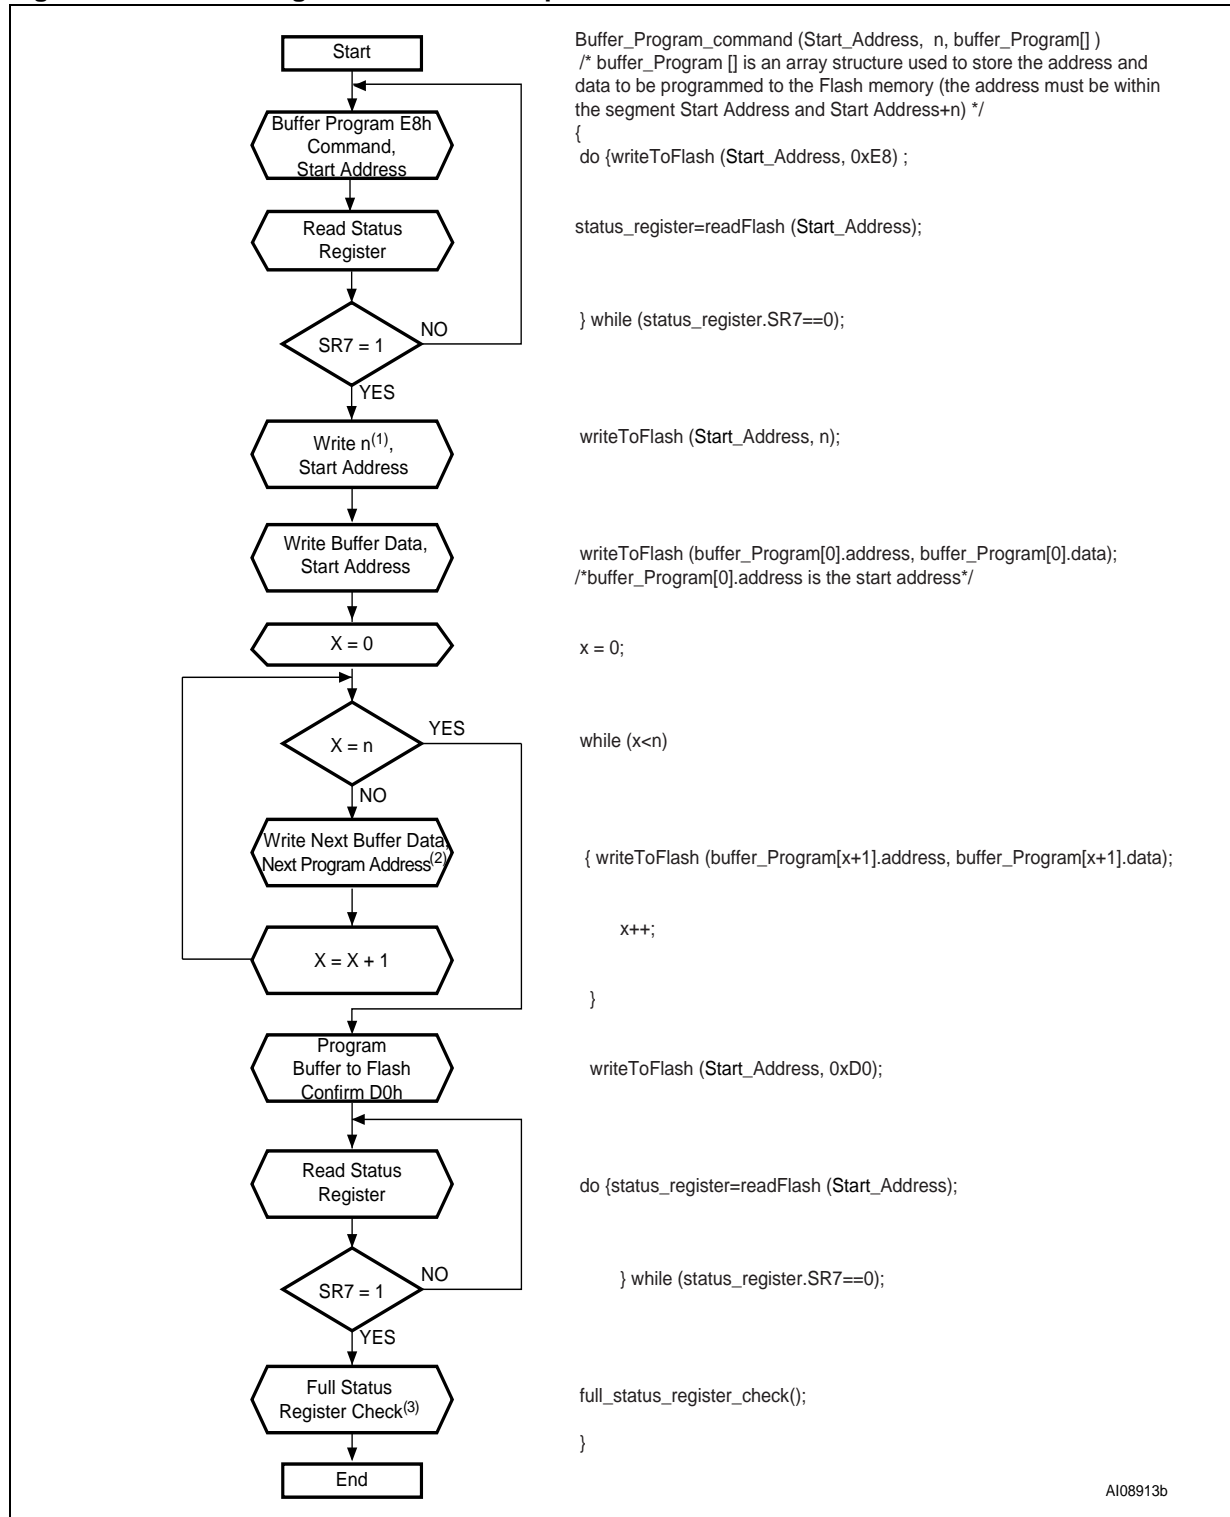 Start
Buffer Program E8h
Command,
Start Address
Read Status
Register
SR7 = 1
NO
YES
Write n(1),
Start Address
Write Buffer Data,
Start Address
X = 0
X = n
YES
NO
Write Next Buffer Data,
Next Program Address(2)
X = X + 1
Program
Buffer to Flash
Confirm D0h
Read Status
Register
SR7 = 1
NO
YES
Full Status
Register Check(3)
End
Buffer_Program_command (Start_Address, n, buffer_Program[] )
/* buffer_Program [] is an array structure used to store the address and
data to be programmed to the Flash memory (the address must be within
the segment Start Address and Start Address+n) */
{
do {writeToFlash (Start_Address, 0xE8) ;
status_register=readFlash (Start_Address);
} while (status_register.SR7==0);
writeToFlash (Start_Address, n);
writeToFlash (buffer_Program[0].address, buffer_Program[0].data);
/*buffer_Program[0].address is the start address*/
x = 0;
while (x<n)
{ writeToFlash (buffer_Program[x+1].address, buffer_Program[x+1].data);
x++;
}
writeToFlash (Start_Address, 0xD0);
do {status_register=readFlash (Start_Address);
} while (status_register.SR7==0);
full_status_register_check();
}
AI08913b